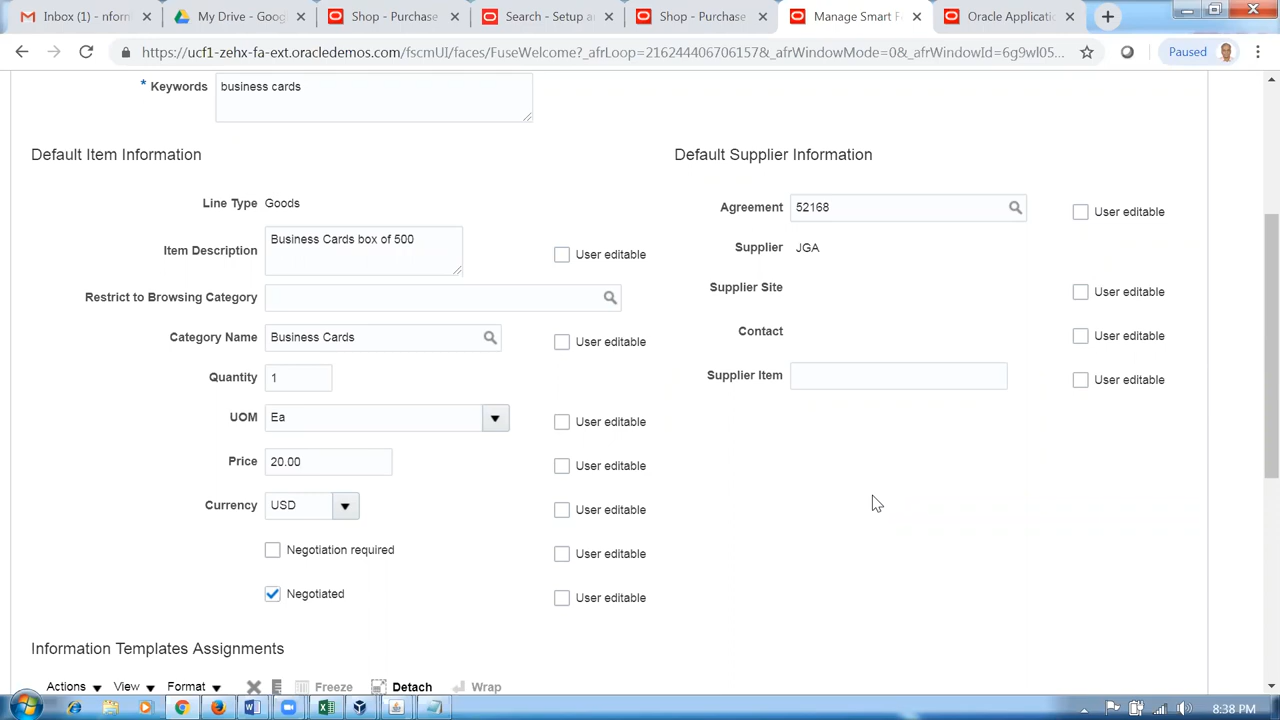 Inbox (1) - nform
My Drive - Goog
Shop - Purchase
up a
Shop - Purchase
Manage Smart F
Applicatio
https://ucf1-zehx-fa-ext.oracledemos.com/fscmUI/faces/FuseWelcome?_afrLoop=216244406706157&_afrWindowMode=0&_afrWindowId=6g9wl05...
Paused
* Keywords business cards
Default Item Information
Default Supplier Information
Line Type Goods
Agreement 52168 User editable
Item Description Business Cards box of 500 User editable
Supplier JGA
Restrict to Browsing Category
Supplier Site User editable
Category Name Business Cards User editable
Contact User editable
Quantity 1
Supplier Item User editable
UOM Ea User editable
Price 20.00 User editable
Currency USD User editable
Negotiation required User editable
Negotiated User editable
Information Templates Assignments
Actions View Format Freeze Detach Wrap
8:38 PM